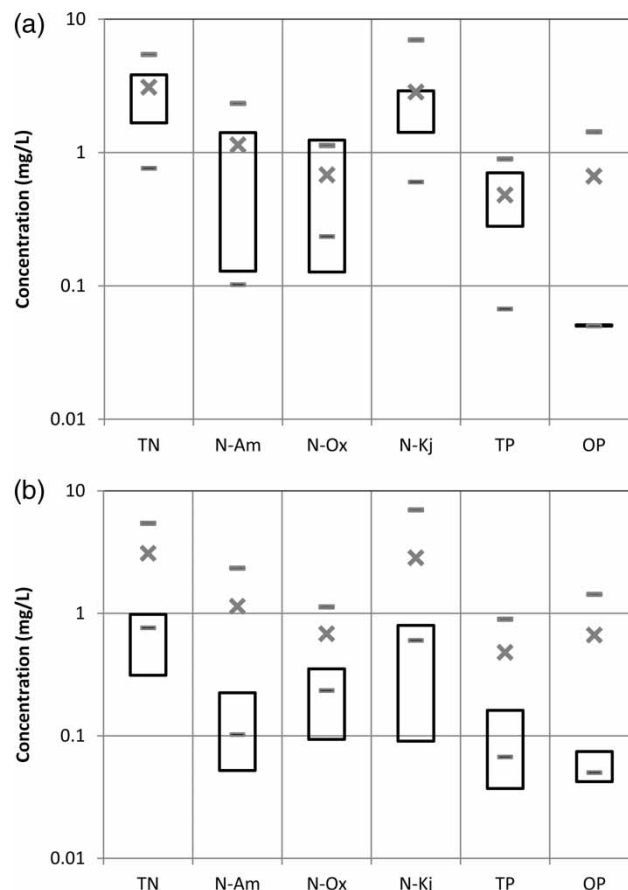 (a)
10
1
0.1
0.01
Concentration (mg/L)
TN N-Am N-Ox N-Kj TP OP
(b)
10
1
0.1
0.01
Concentration (mg/L)
TN N-Am N-Ox N-Kj TP OP